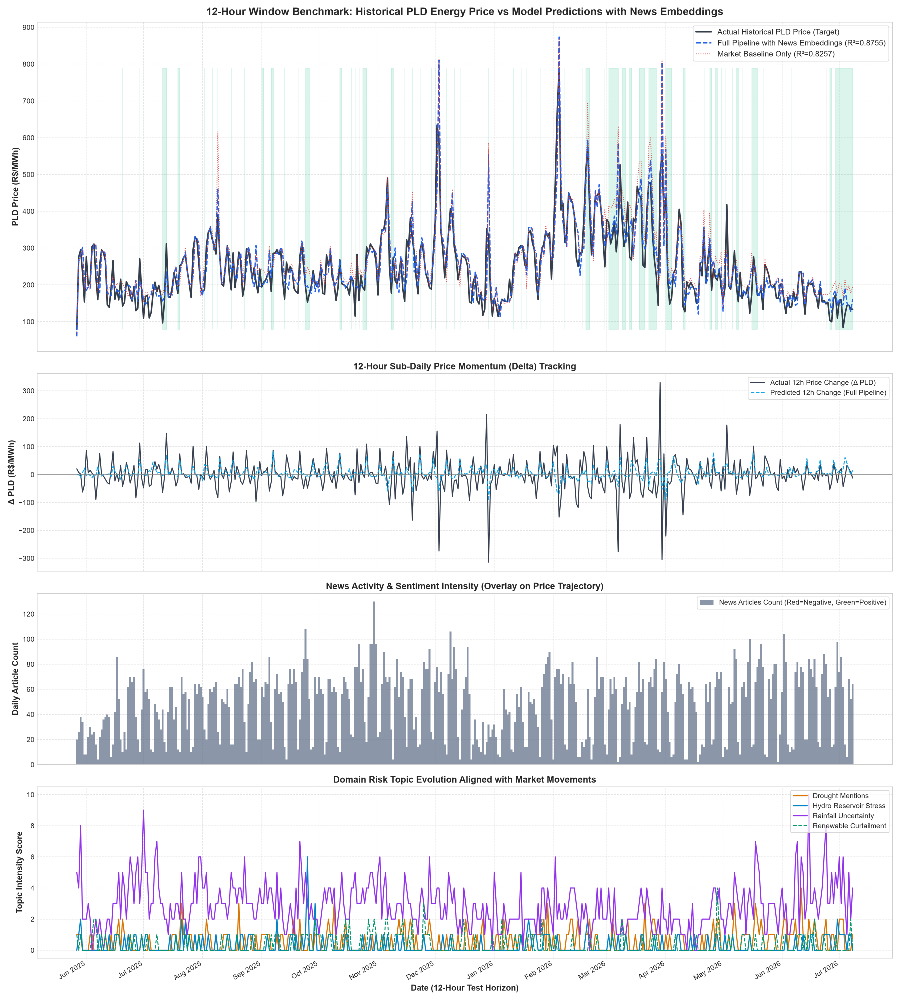 12-Hour Window Benchmark: Historical PLD Energy Price vs Model Predictions with News Embeddings
Actual Historical PLD Price (Target)
Full Pipeline with News Embeddings (R²=0.8755)
Market Baseline Only (R²=0.8257)
PLD Price (R$/MWh)
900
800
700
600
500
400
300
200
100
12-Hour Sub-Daily Price Momentum (Delta) Tracking
Actual 12h Price Change (Δ PLD)
Predicted 12h Change (Full Pipeline)
Δ PLD (R$/MWh)
300
200
100
0
−100
−200
−300
News Activity & Sentiment Intensity (Overlay on Price Trajectory)
News Articles Count (Red=Negative, Green=Positive)
Daily Article Count
120
100
80
60
40
20
0
Domain Risk Topic Evolution Aligned with Market Movements
Drought Mentions
Hydro Reservoir Stress
Rainfall Uncertainty
Renewable Curtailment
Topic Intensity Score
10
8
6
4
2
0
Jun 2025
Jul 2025
Aug 2025
Sep 2025
Oct 2025
Nov 2025
Dec 2025
Jan 2026
Feb 2026
Mar 2026
Apr 2026
May 2026
Jun 2026
Jul 2026
Date (12-Hour Test Horizon)